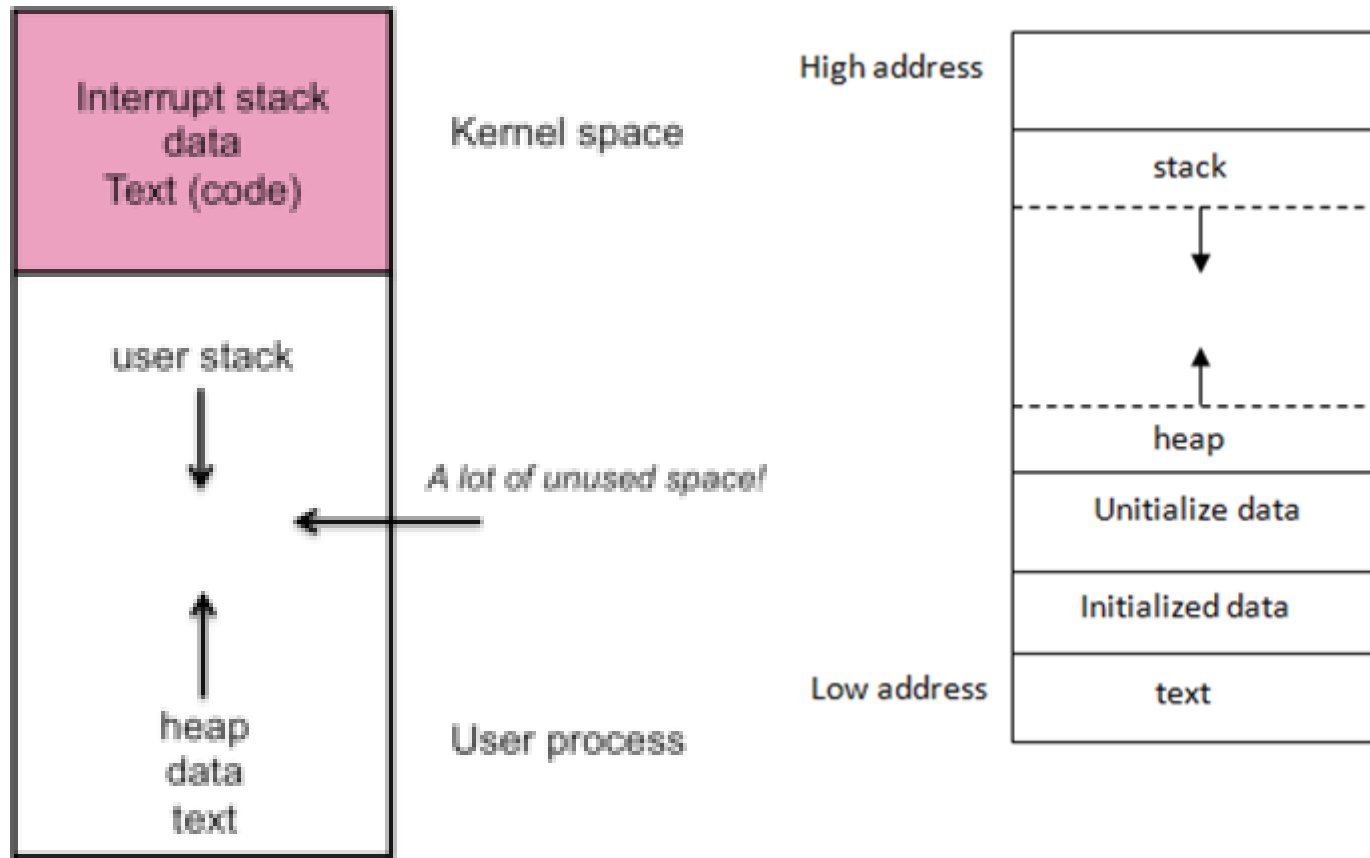 Interrupt stack
data
Text (code)
Kernel space
user stack
A lot of unused space!
heap
data
text
User process
High address
stack
heap
Unitialize data
Initialized data
Low address
text